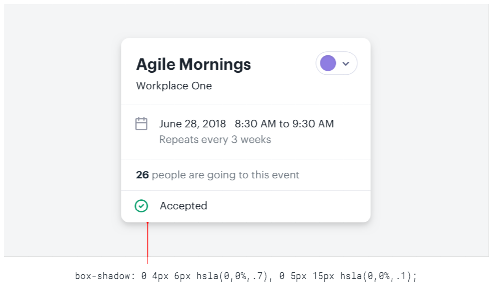 Agile Mornings
Workplace One
June 28, 2018   8:30 AM to 9:30 AM
Repeats every 3 weeks
26 people are going to this event
Accepted
box-shadow: 0 4px 6px hsla(0,0%,.7), 0 5px 15px hsla(0,0%,.1);